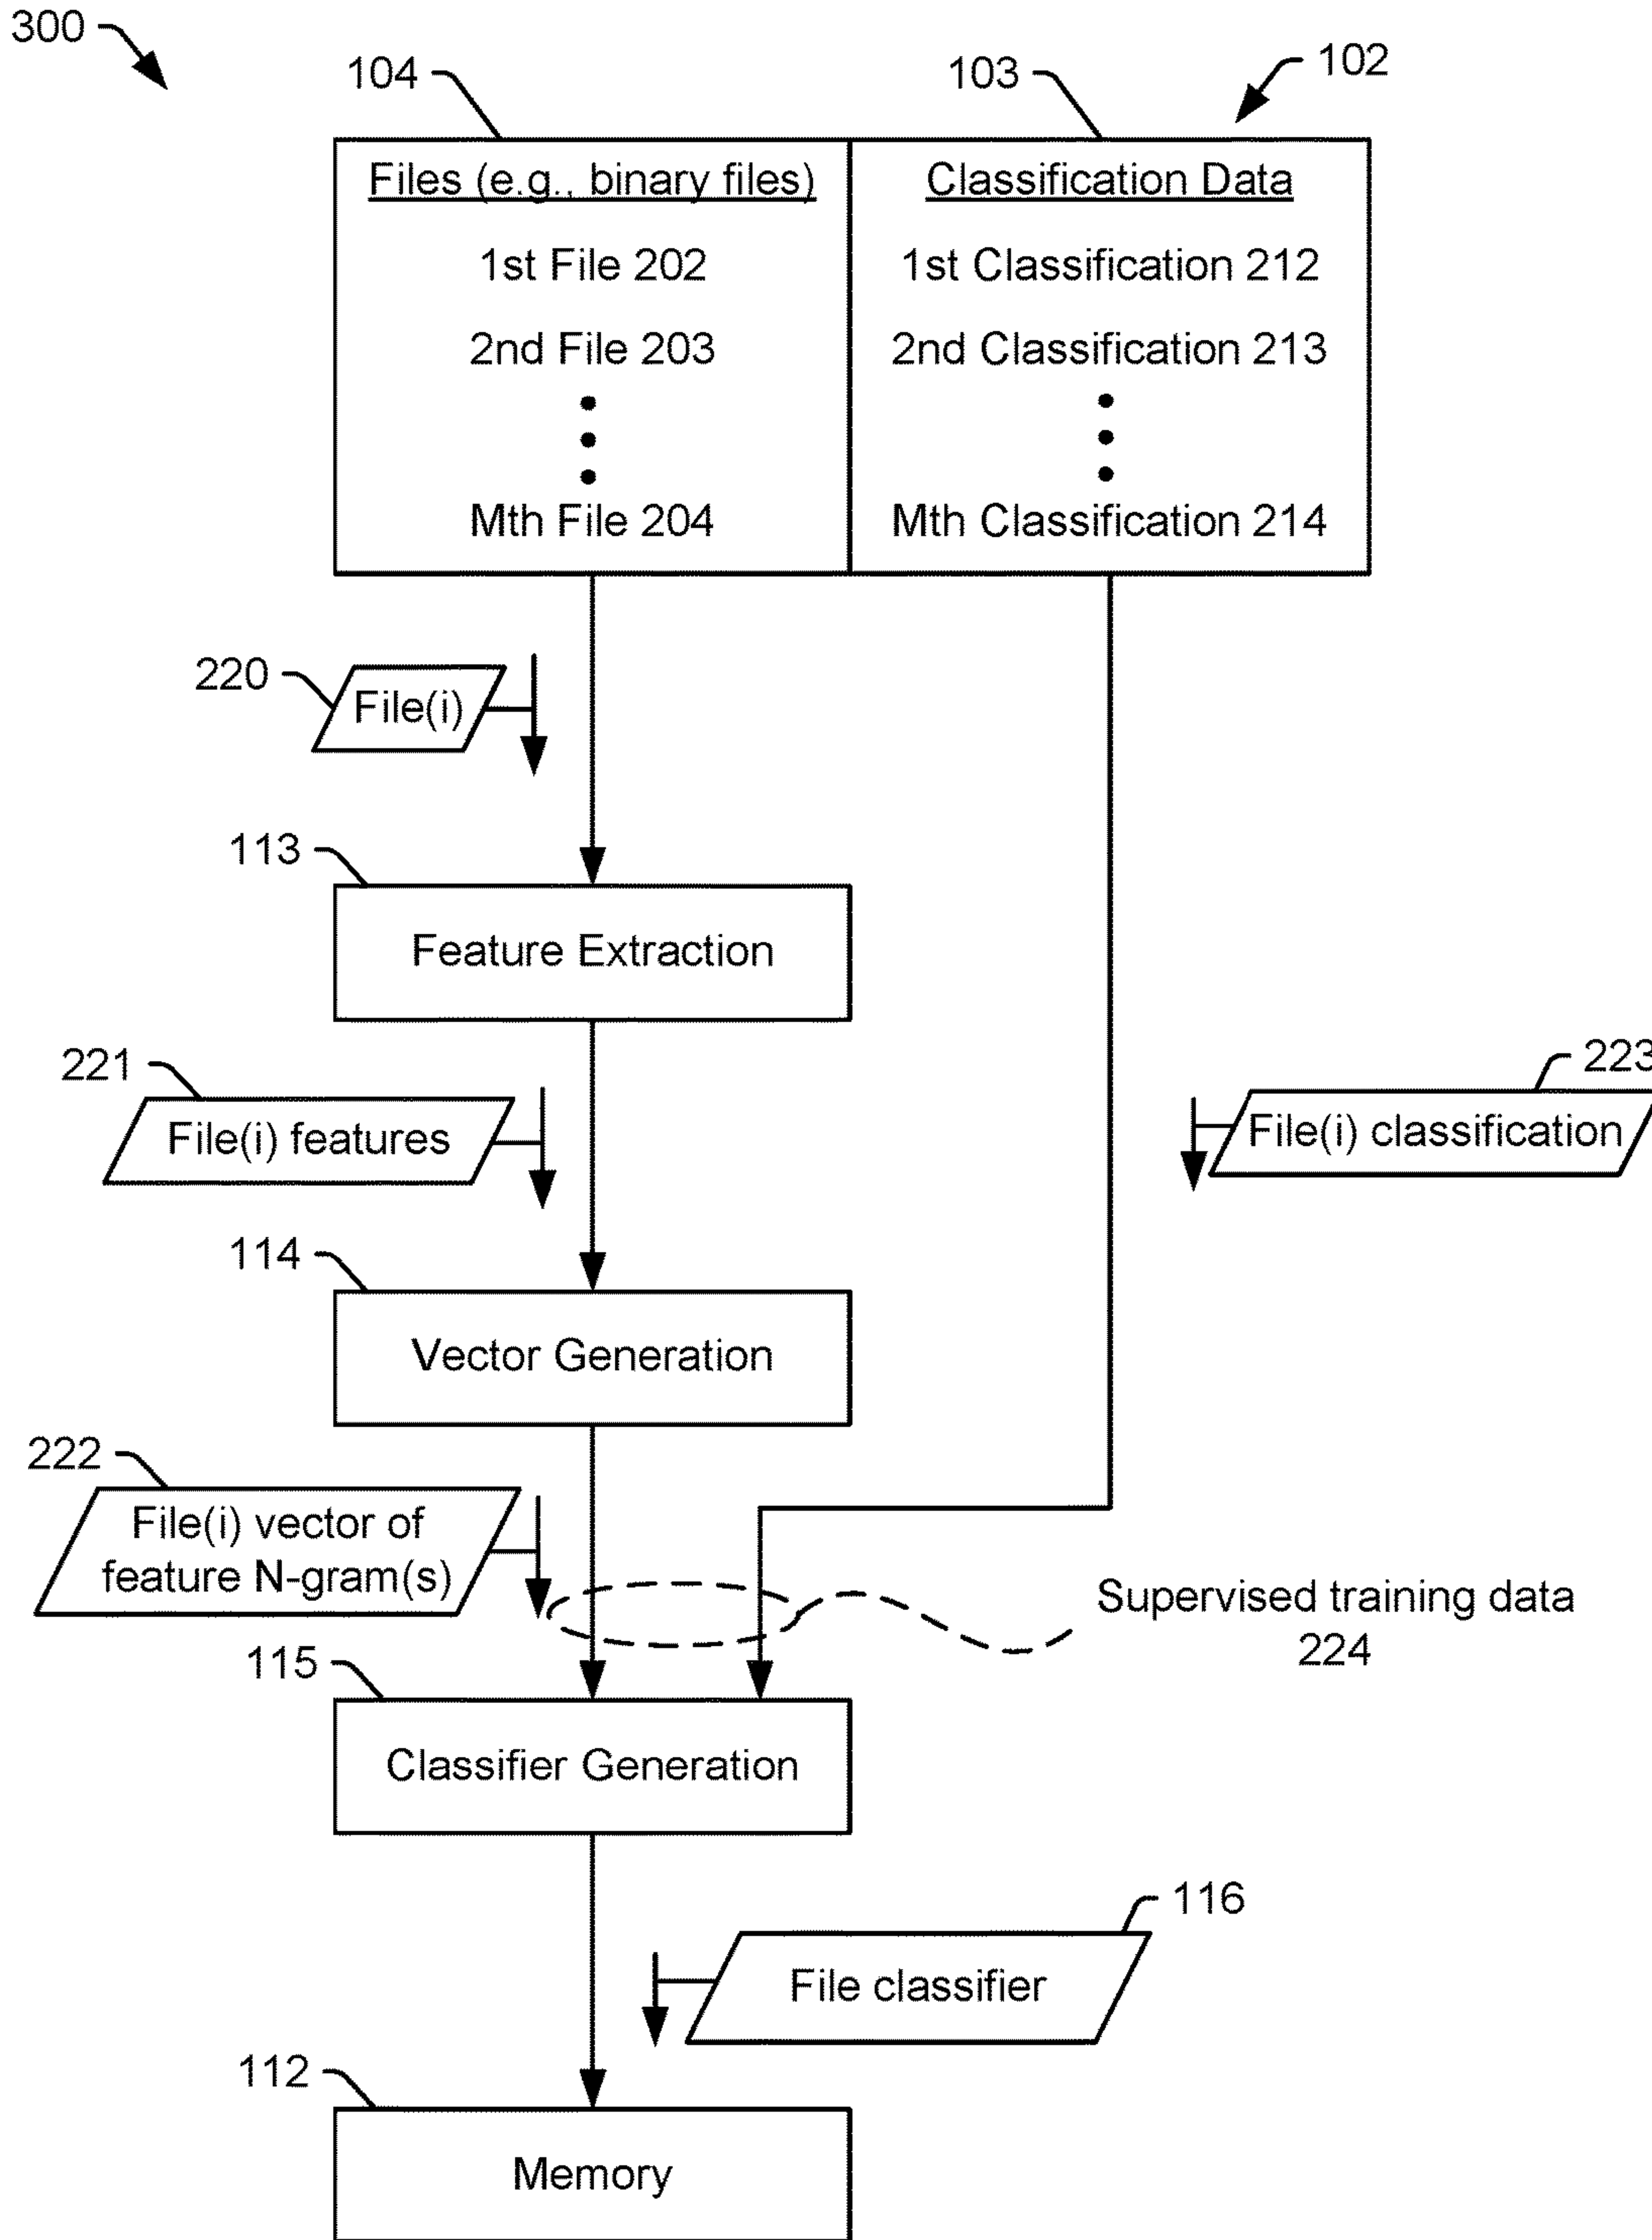 300
104
103
102
Files (e.g., binary files)
Classification Data
1st File 202
1st Classification 212
2nd File 203
2nd Classification 213
Mth File 204
Mth Classification 214
220
File(i)
113
Feature Extraction
221
File(i) features
223
File(i) classification
114
Vector Generation
222
File(i) vector of
feature N-gram(s)
Supervised training data
224
115
Classifier Generation
116
File classifier
112
Memory